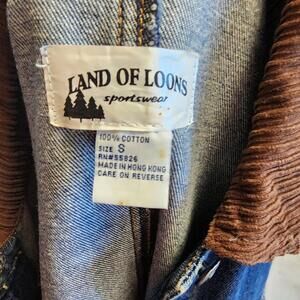 LAND OF LOONS
sportswear
100% COTTON
SIZE S
RN#55826
MADE IN HONG KONG
CARE ON REVERSE